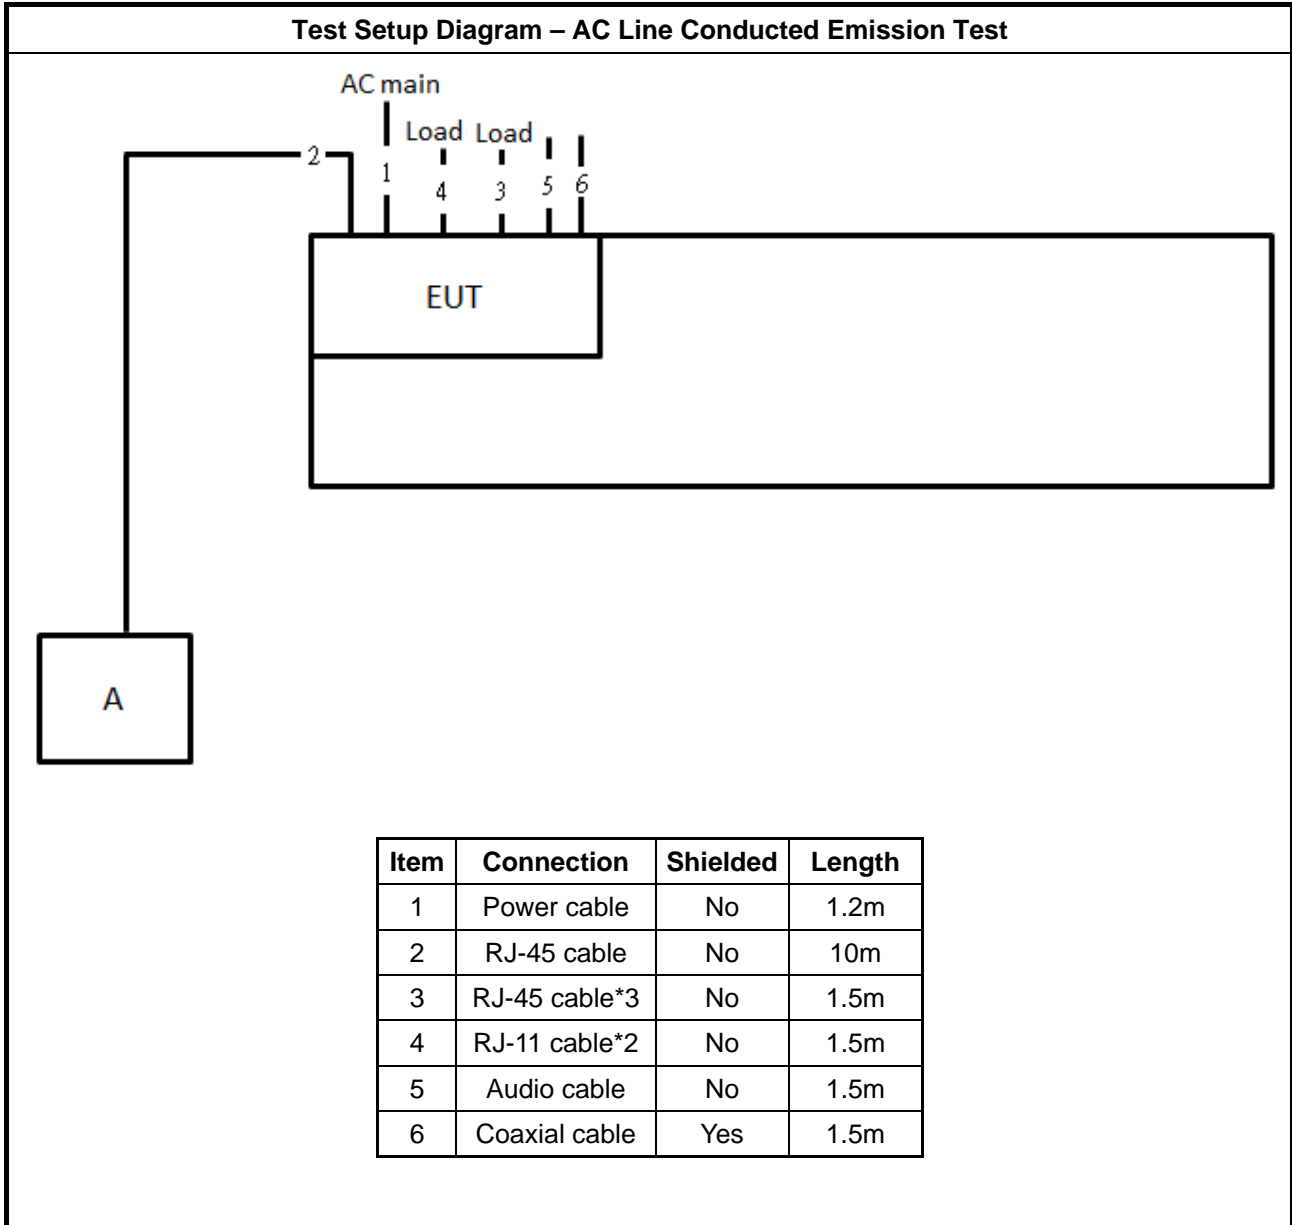 Test Setup Diagram – AC Line Conducted Emission Test
AC main
Load Load
2
1 4 3 5 6
EUT
A
Item Connection Shielded Length
1 Power cable No 1.2m
2 RJ-45 cable No 10m
3 RJ-45 cable*3 No 1.5m
4 RJ-11 cable*2 No 1.5m
5 Audio cable No 1.5m
6 Coaxial cable Yes 1.5m